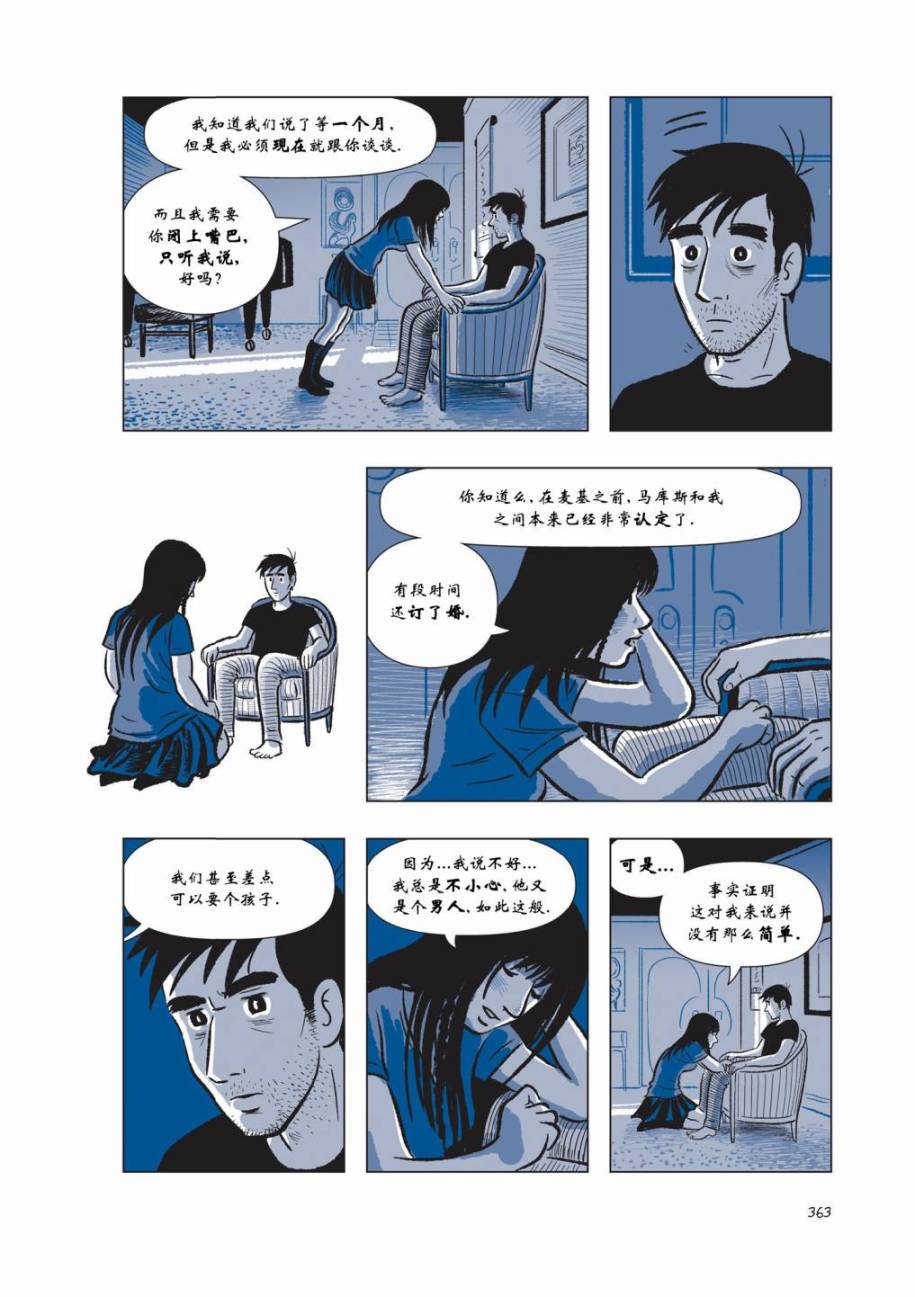 我知道我们说了等一个月,
但是我必须现在就跟你谈谈.
而且我需要
你闭上嘴巴,
只听我说,
好吗?
你知道么,在麦基之前,马库斯和我
之间本来已经非常认定了.
有段时间
还订了婚.
我们甚至差点
可以要个孩子.
因为...我说不好...
我总是不小心,他又
是个男人,如此这般.
可是...
事实证明
这对我来说并
没有那么简单.
363